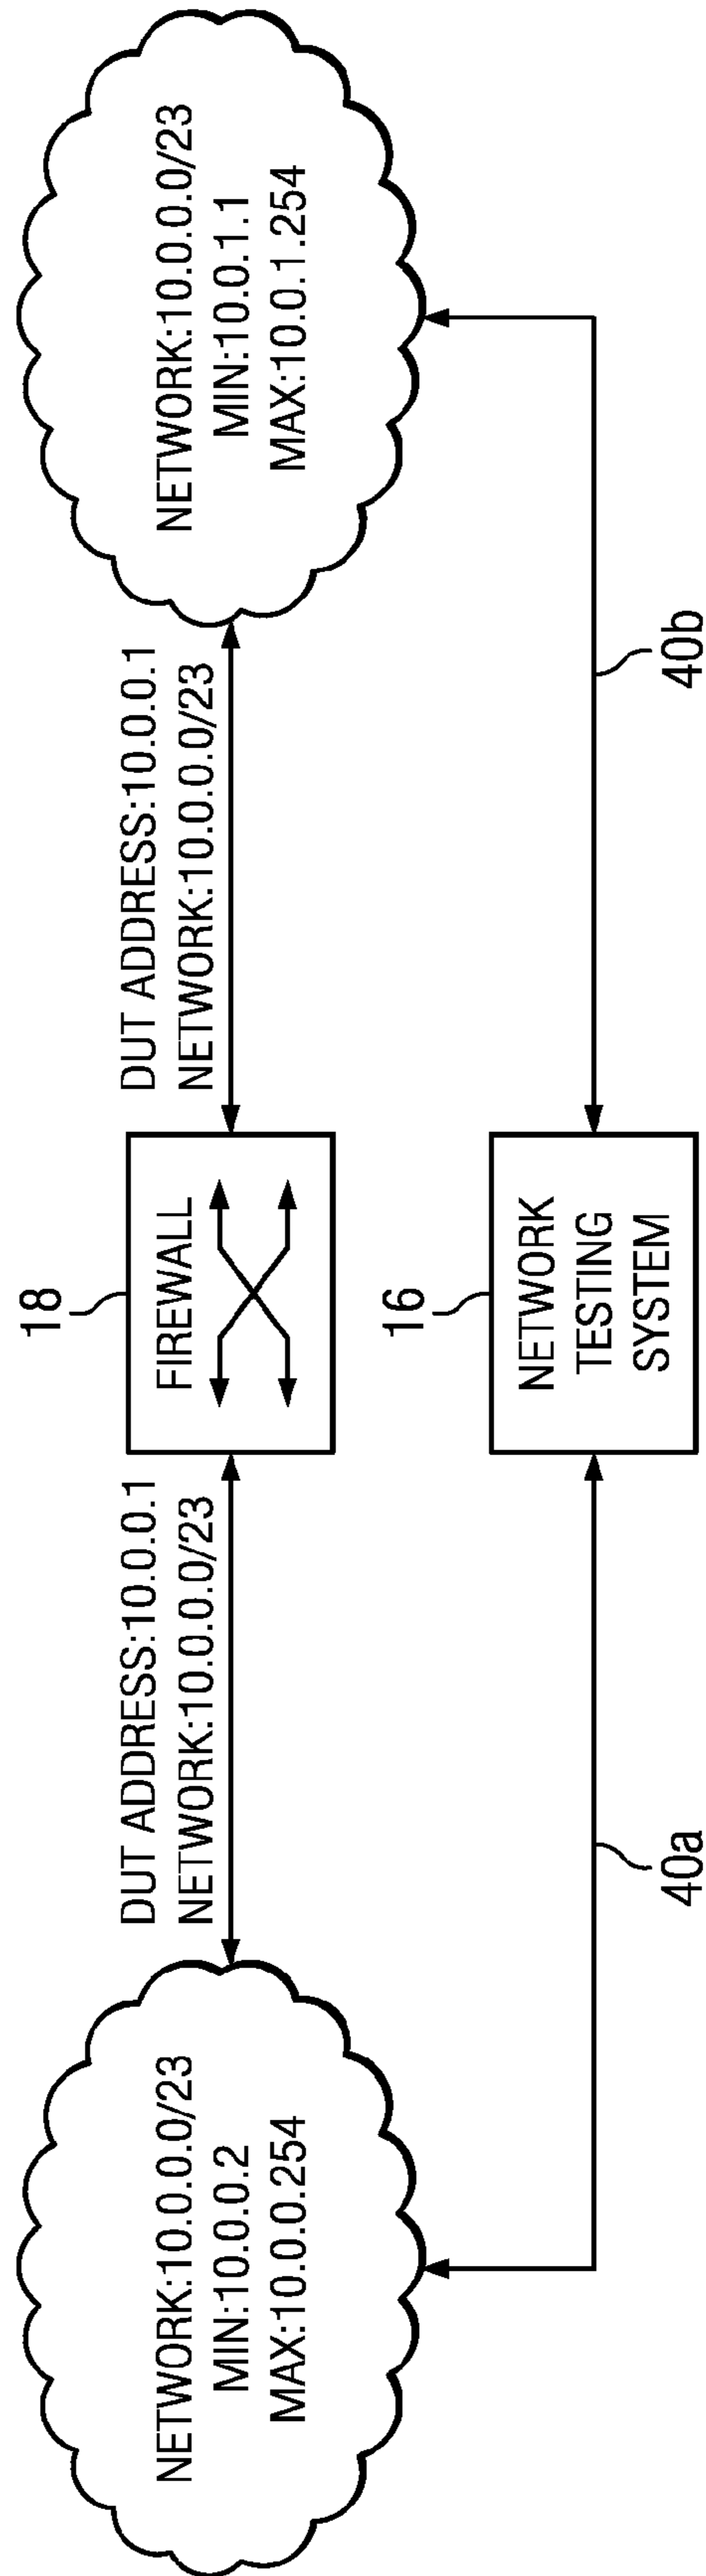 NETWORK:10.0.0.0/23
MIN:10.0.0.2
MAX:10.0.0.254
DUT ADDRESS:10.0.0.1
NETWORK:10.0.0.0/23
18
FIREWALL
DUT ADDRESS:10.0.0.1
NETWORK:10.0.0.0/23
NETWORK:10.0.0.0/23
MIN:10.0.1.1
MAX:10.0.1.254
40a
16
NETWORK
TESTING
SYSTEM
40b